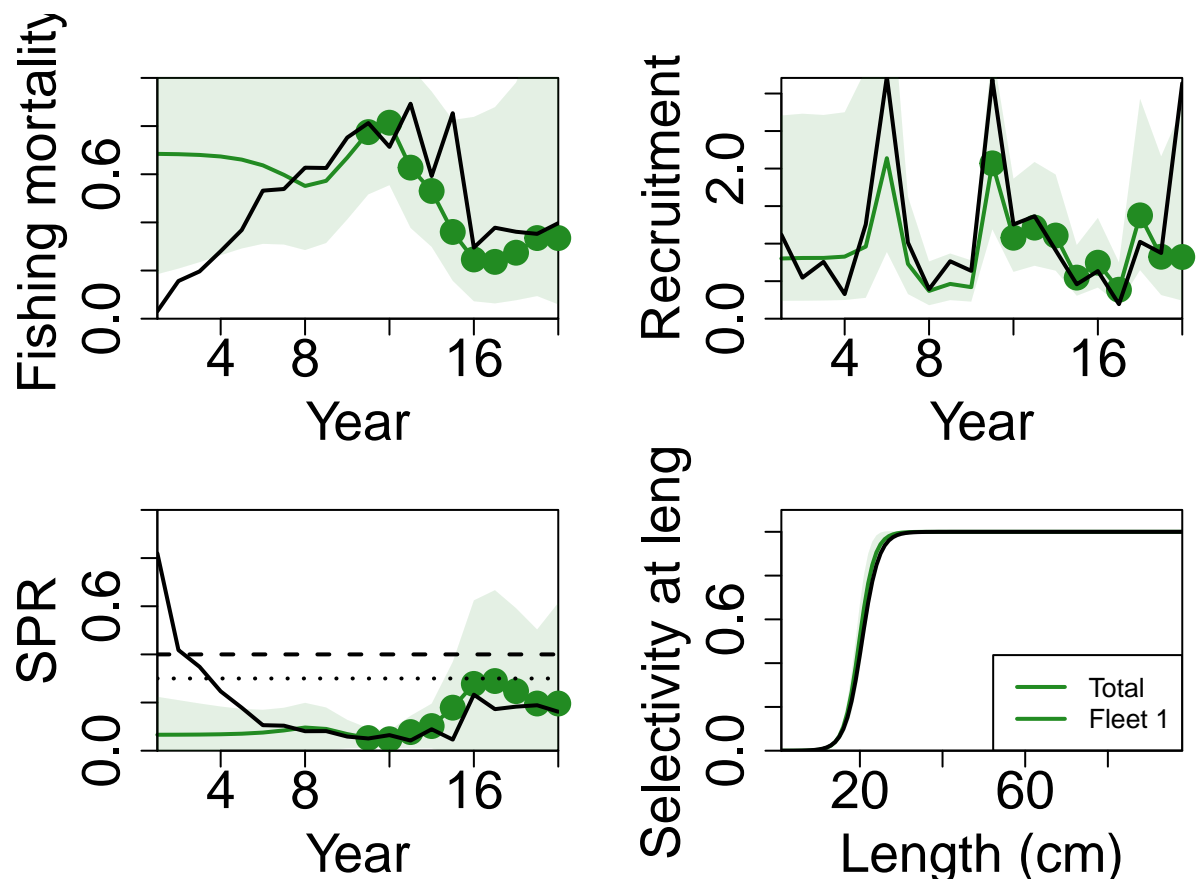 Fishing mortality
0.0 0.6
4 8 16
Year
Recruitment
0.0 2.0
4 8 16
Year
SPR
0.0 0.6
4 8 16
Year
Selectivity at leng
0.0 0.6
20 60
Length (cm)
Total
Fleet 1